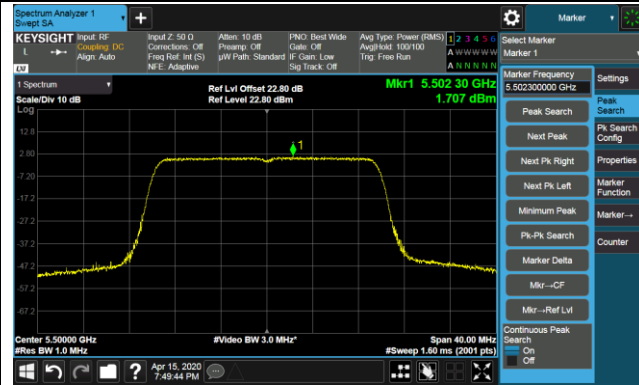 Spectrum Analyzer 1
Swept SA
Marker
KEYSIGHT
Input: RF
Coupling: DC
Align: Auto
Input Z: 50 Ω
Corrections: Off
Freq Ref: Int (S)
NFE: Adaptive
Atten: 10 dB
Preamp: Off
µW Path: Standard
PNO: Best Wide
Gate: Off
IF Gain: Low
Sig Track: Off
Avg Type: Power (RMS)
Avg|Hold: 100/100
Trig: Free Run
1 2 3 4 5 6
A W W W W W
A N N N N N
L
LW
Select Marker
Marker 1
1 Spectrum
Scale/Div 10 dB
Log
Ref Lvl Offset 22.80 dB
Ref Level 22.80 dBm
Mkr1 5.502 30 GHz
1.707 dBm
12.8
2.80
-7.20
-17.2
-27.2
-37.2
-47.2
-57.2
-67.2
1
Center 5.50000 GHz
#Res BW 1.0 MHz
#Video BW 3.0 MHz*
Span 40.00 MHz
#Sweep 1.60 ms (2001 pts)
Marker Frequency
5.502300000 GHz
Peak Search
Next Peak
Next Pk Right
Next Pk Left
Minimum Peak
Pk-Pk Search
Marker Delta
Mkr→CF
Mkr→Ref Lvl
Continuous Peak
Search
On
Off
Settings
Peak
Search
Pk Search
Config
Properties
Marker
Function
Marker→
Counter
Apr 15, 2020
7:49:44 PM